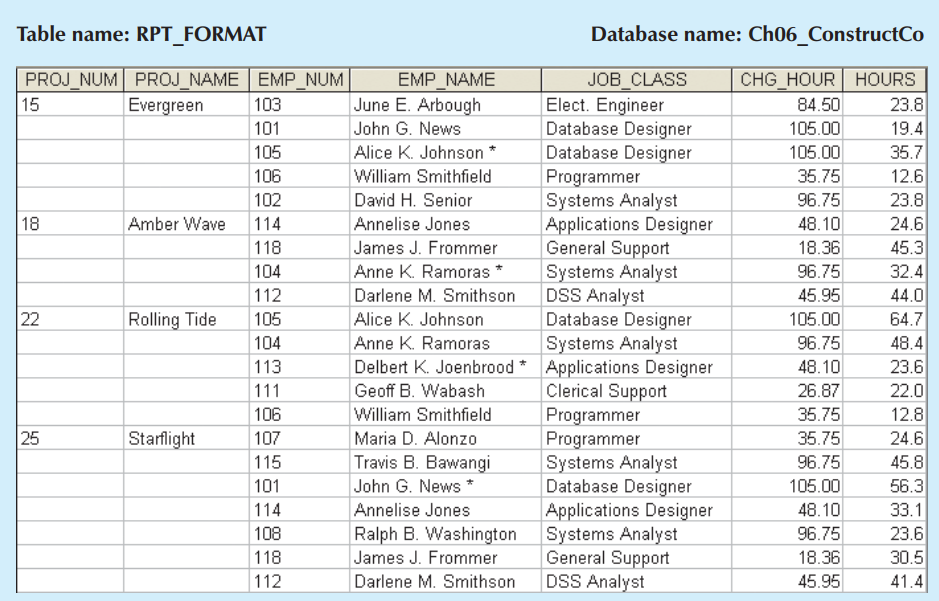 Table name: RPT_FORMAT Database name: Ch06_ConstructCo
PROJ_NUM PROJ_NAME EMP_NUM EMP_NAME JOB_CLASS CHG_HOUR HOURS
15 Evergreen 103 June E. Arbough Elect. Engineer 84.50 23.8
101 John G. News Database Designer 105.00 19.4
105 Alice K. Johnson * Database Designer 105.00 35.7
106 William Smithfield Programmer 35.75 12.6
102 David H. Senior Systems Analyst 96.75 23.8
18 Amber Wave 114 Annelise Jones Applications Designer 48.10 24.6
118 James J. Frommer General Support 18.36 45.3
104 Anne K. Ramoras * Systems Analyst 96.75 32.4
112 Darlene M. Smithson DSS Analyst 45.95 44.0
22 Rolling Tide 105 Alice K. Johnson Database Designer 105.00 64.7
104 Anne K. Ramoras Systems Analyst 96.75 48.4
113 Delbert K. Joenbrood * Applications Designer 48.10 23.6
111 Geoff B. Wabash Clerical Support 26.87 22.0
106 William Smithfield Programmer 35.75 12.8
25 Starflight 107 Maria D. Alonzo Programmer 35.75 24.6
115 Travis B. Bawangi Systems Analyst 96.75 45.8
101 John G. News * Database Designer 105.00 56.3
114 Annelise Jones Applications Designer 48.10 33.1
108 Ralph B. Washington Systems Analyst 96.75 23.6
118 James J. Frommer General Support 18.36 30.5
112 Darlene M. Smithson DSS Analyst 45.95 41.4